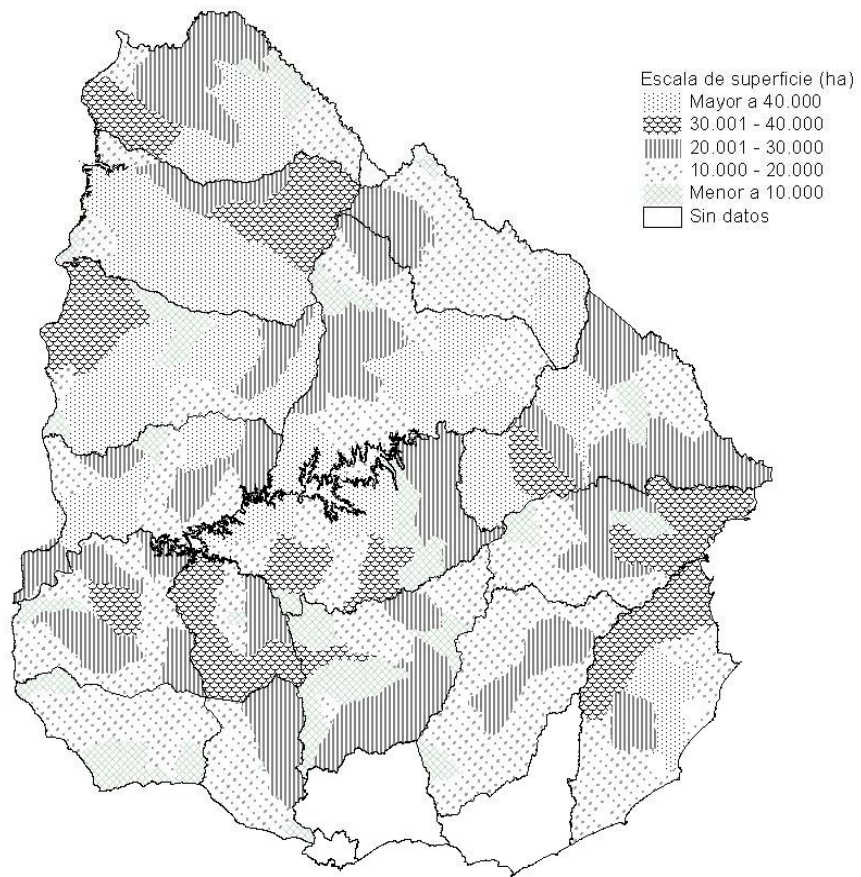 Escala de superficie (ha)
Mayor a 40.000
30.001 - 40.000
20.001 - 30.000
10.000 - 20.000
Menor a 10.000
Sin datos